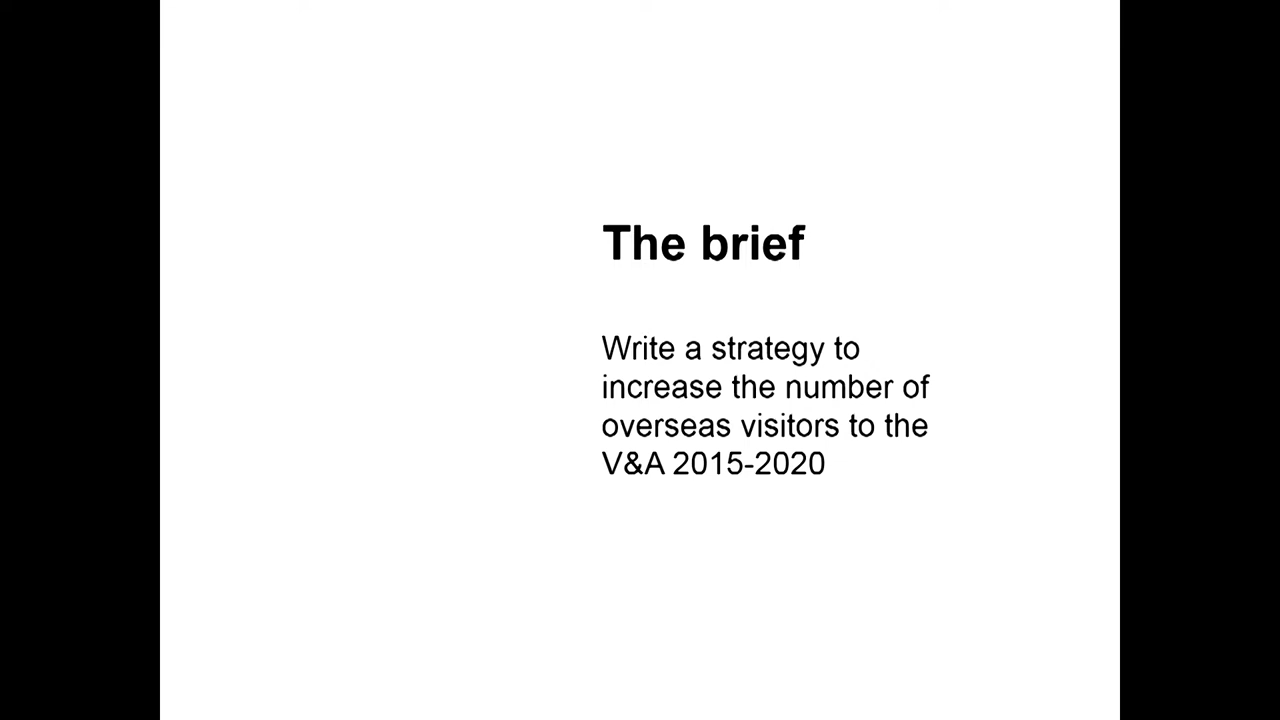 The brief
Write a strategy to
increase the number of
overseas visitors to the
V&A 2015-2020